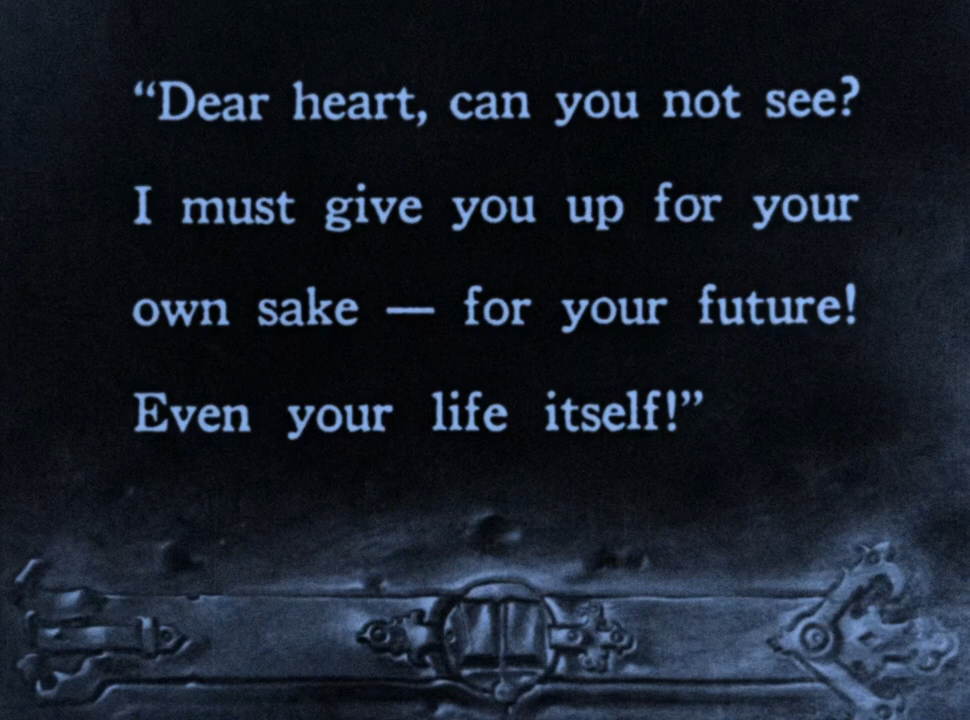 “Dear heart, can you not see?
I must give you up for your
own sake — for your future!
Even your life itself!”